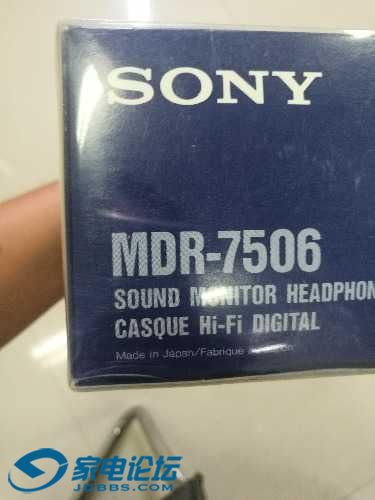 SONY
MDR-7506
SOUND MONITOR HEADPHON
CASQUE Hi-Fi DIGITAL
Made in Japan/Fabrique
家电论坛
JDBBS.COM